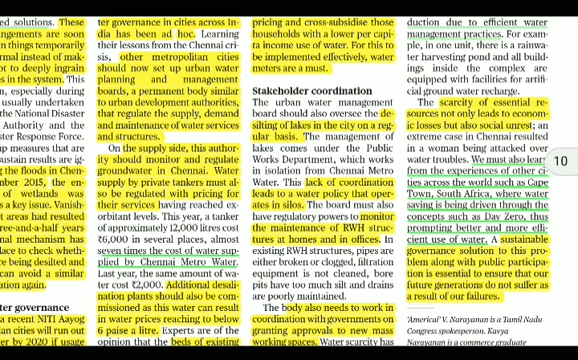 ed solutions. These
ngements are soon
n things temporarily
rmal instead of mak-
pt to deeply ingrain
es in the system. This
n, especially during
usually undertaken
the National Disaster
Authority and the
ster Response Force.
mbers that are most
sustain results are ig-
g the floods in Chen-
mber 2015, the en-
of wetlands was
s a key issue. Vanish-
t areas had resulted
ree-and-a-half years
nal mechanism has
lace to check wheth-
re being desilted and
can avoid a similar
ation again.
ter governance
a recent NITI Aayog
an cities will run out
er by 2020 if usage
ter governance in cities across In-
dia has been ad hoc. Learning
their lessons from the Chennai cri-
sis, other metropolitan cities
should now set up urban water
planning and management
boards, a permanent body similar
to urban development authorities,
that regulate the supply, demand
and maintenance of water services
and structures.
On the supply side, this author-
ity should monitor and regulate
groundwater in Chennai. Water
supply by private tankers must al-
so be regulated with pricing for
their services having reached ex-
orbitant levels. This year, a tanker
of approximately 12,000 litres cost
₹6,000 in several places, almost
seven times the cost of water sup-
plied by Chennai Metro Water.
Last year, the same amount of wa-
ter cost ₹2,000. Additional desali-
nation plants should also be com-
missioned as this water can result
in water prices reaching to below
6 paise a litre. Experts are of the
opinion that the beds of existing
pricing and cross-subsidise those
households with a lower per capi-
ta income use of water. For this to
be implemented effectively, water
meters are a must.
Stakeholder coordination
The urban water management
board should also oversee the de-
silting of lakes in the city on a reg-
ular basis. The management of
lakes comes under the Public
Works Department, which works
in isolation from Chennai Metro
Water. This lack of coordination
leads to a water policy that oper-
ates in silos. The board must also
have regulatory powers to monitor
the maintenance of RWH struc-
tures at homes and in offices. In
existing RWH structures, pipes are
either broken or clogged, filtration
equipment is not cleaned, bore
pits have too much silt and drains
are poorly maintained.
The body also needs to work in
coordination with governments on
granting approvals to new mega
working spaces. Water scarcity has
duction due to efficient water
management practices. For exam-
ple, in one unit, there is a rainwa-
ter harvesting pond and all build-
ings inside the complex are
equipped with facilities for artifi-
cial ground water recharge.
The scarcity of essential re-
sources not only leads to econom-
ic losses but also social unrest; an
extreme case in Chennai resulted
in a woman being attacked over
water troubles. We must also learn
from the experiences of other ci-
ties across the world such as Cape
Town, South Africa, where water
saving is being driven through the
concepts such as Day Zero, thus
prompting better and more effi-
cient use of water. A sustainable
governance solution to this pro-
blem along with public participa-
tion is essential to ensure that our
future generations do not suffer as
a result of our failures.
'Americai' V. Narayanan is a Tamil Nadu
Congress spokesperson. Kavya
Narayanan is a commerce graduate
10